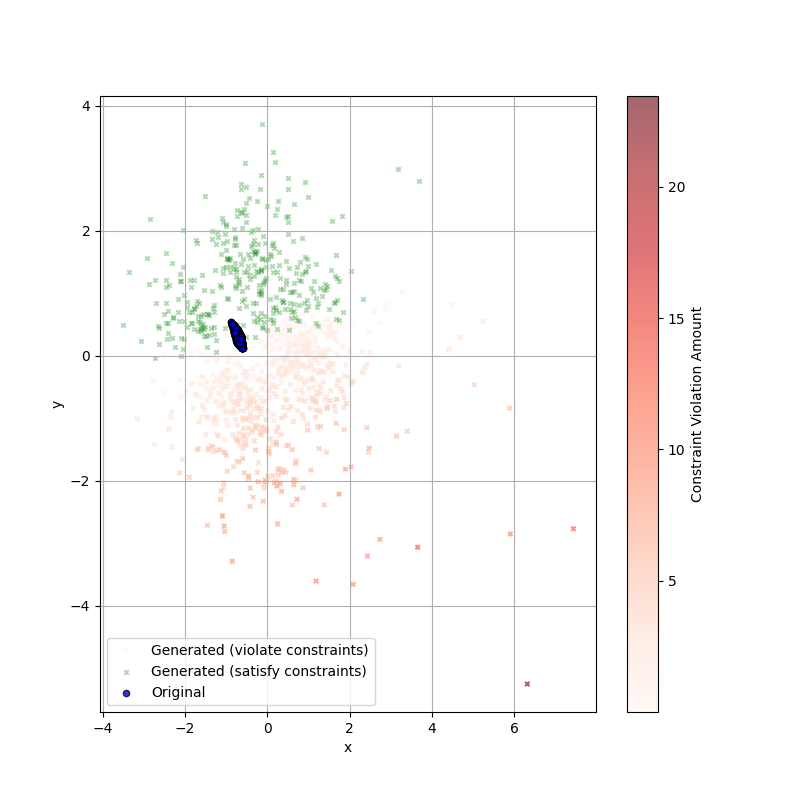 4
2
0
−2
−4
y
−4
−2
0
2
4
6
x
Generated (violate constraints)
Generated (satisfy constraints)
Original
20
15
10
5
Constraint Violation Amount